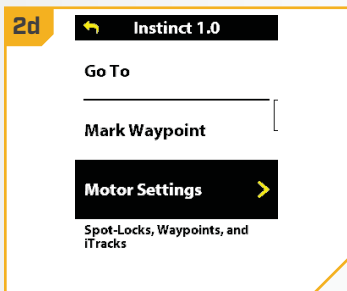 2d
Instinct 1.0
Go To
Mark Waypoint
Motor Settings
Spot-Locks, Waypoints, and
iTracks